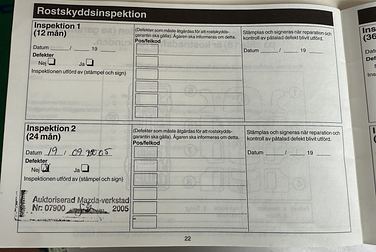 Rostskyddsinspektion
Inspektion 1
(12 mån)
Datum ____/____ 19 ____
Defekter
Nej Ja
Inspektionen utförd av (stämpel och sign)
(Defekter som måste åtgärdas för att rostskydds-
garantin ska gälla). Ägaren ska informeras om detta.
Pos/felkod
Stämplas och signeras när reparation och
kontroll av påtalad defekt blivit utförd.
Datum ____/____ 19 ____
Inspektion 2
(24 mån)
Datum 19 / 09 2005
Defekter
Nej Ja
Inspektionen utförd av (stämpel och sign)
Auktoriserad Mazda-verkstad
Nr: 07900 2005
(Defekter som måste åtgärdas för att rostskydds-
garantin ska gälla). Ägaren ska informeras om detta.
Pos/felkod
Stämplas och signeras när reparation och
kontroll av påtalad defekt blivit utförd.
Datum ____/____ 19 ____
22